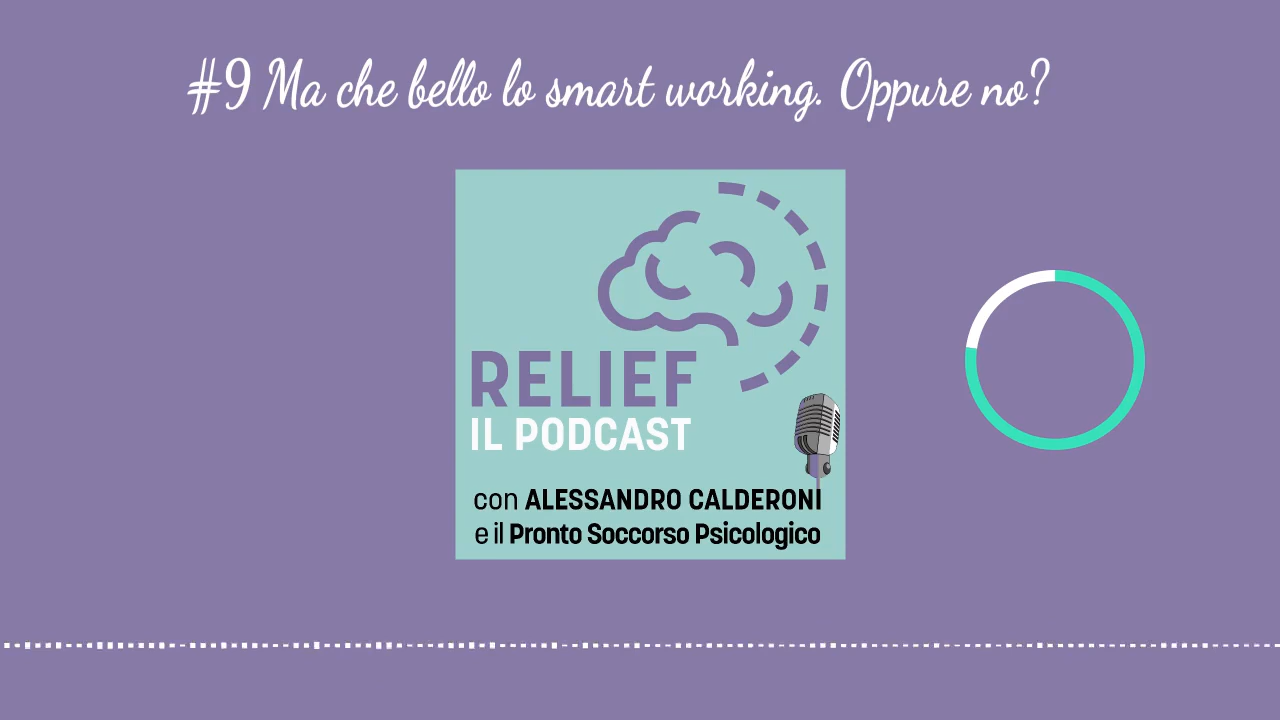 #9 Ma che bello lo smart working. Oppure no?
RELIEF
IL PODCAST
con ALESSANDRO CALDERONI
e il Pronto Soccorso Psicologico